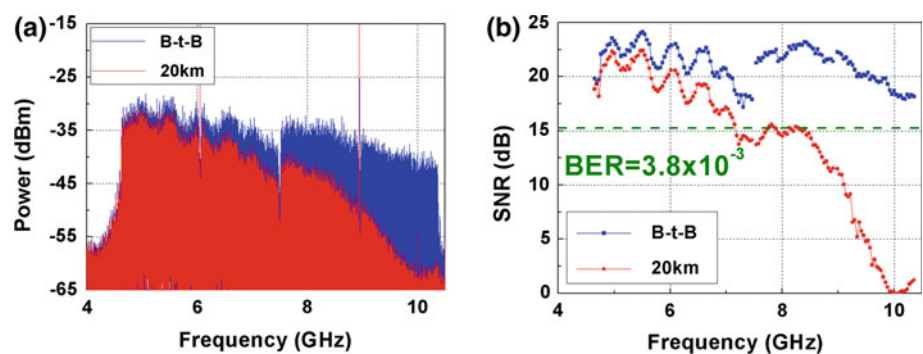 (a)
-15
-25
-35
-45
-55
-65
Power (dBm)
B-t-B
20km
4
6
8
10
Frequency (GHz)
(b)
25
20
15
10
5
0
SNR (dB)
BER=3.8x10⁻³
B-t-B
20km
4
6
8
10
Frequency (GHz)